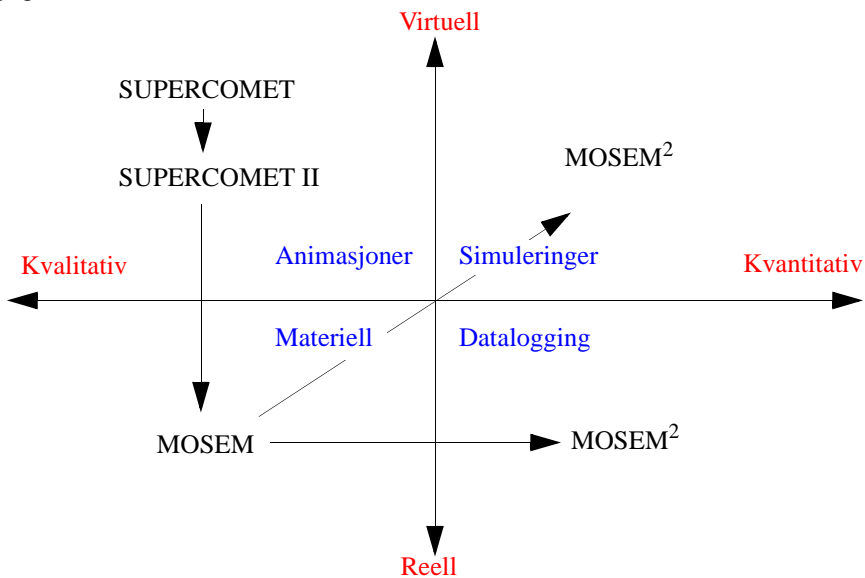 Virtuell
SUPERCOMET
MOSEM²
SUPERCOMET II
Animasjoner Simuleringer
Kvalitativ Kvantitativ
Materiell Datalogging
MOSEM MOSEM²
Reell